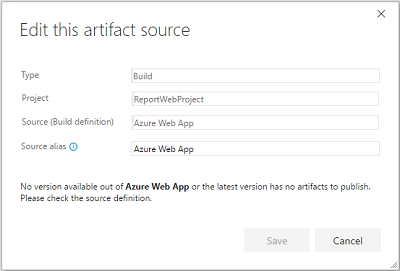 Edit this artifact source
Type
Build
Project
ReportWebProject
Source (Build definition)
Azure Web App
Source alias
Azure Web App
No version available out of Azure Web App or the latest version has no artifacts to publish.
Please check the source definition.
Save
Cancel